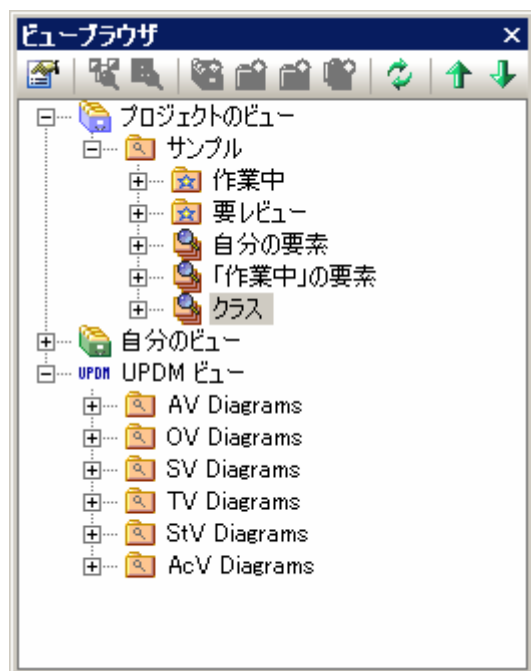 ビューブラウザ
プロジェクトのビュー
サンプル
作業中
要レビュー
自分の要素
「作業中」の要素
クラス
自分のビュー
UPDM UPDM ビュー
AV Diagrams
OV Diagrams
SV Diagrams
TV Diagrams
StV Diagrams
AcV Diagrams